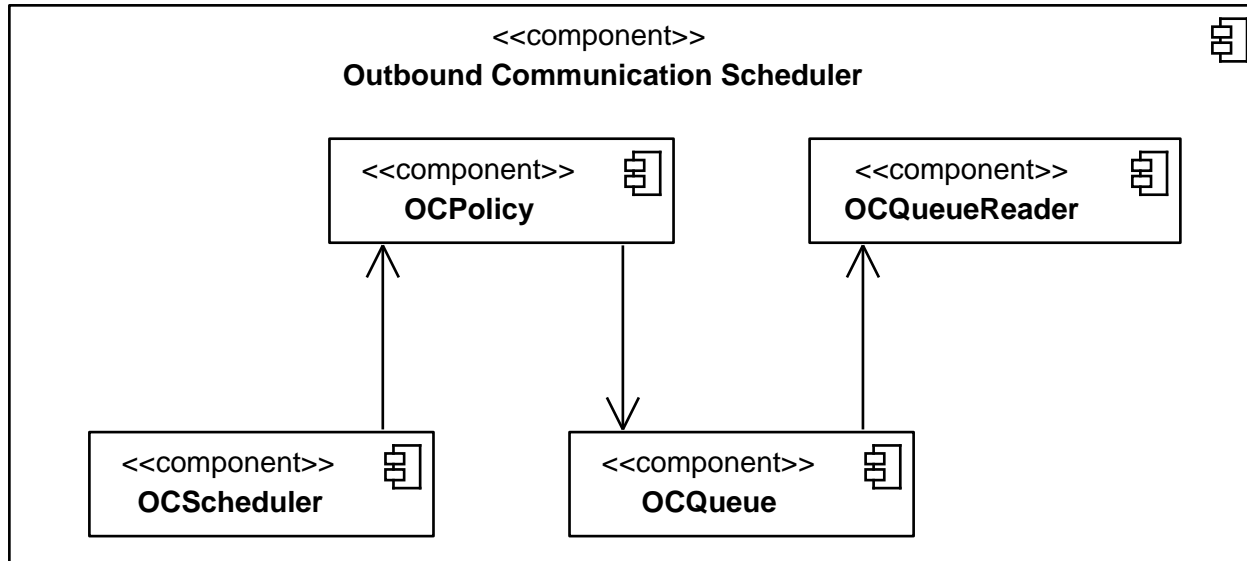 <<component>>
Outbound Communication Scheduler
<<component>>
OCPolicy
<<component>>
OCQueueReader
<<component>>
OCScheduler
<<component>>
OCQueue